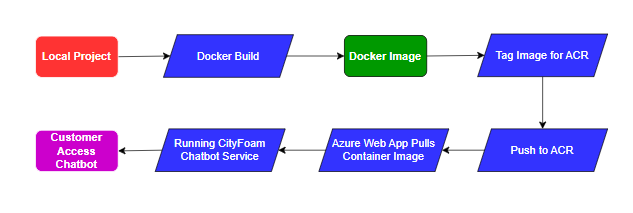 Local Project
Docker Build
Docker Image
Tag Image for ACR
Push to ACR
Azure Web App Pulls
Container Image
Running CityFoam
Chatbot Service
Customer
Access
Chatbot